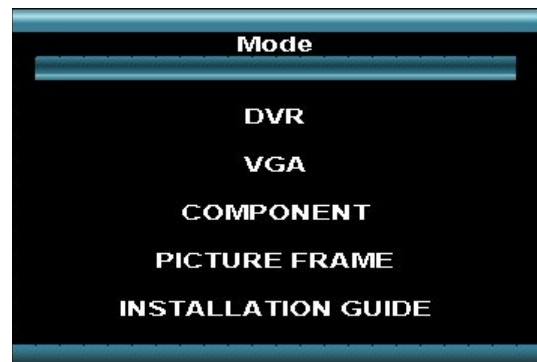 Mode
DVR
VGA
COMPONENT
PICTURE FRAME
INSTALLATION GUIDE